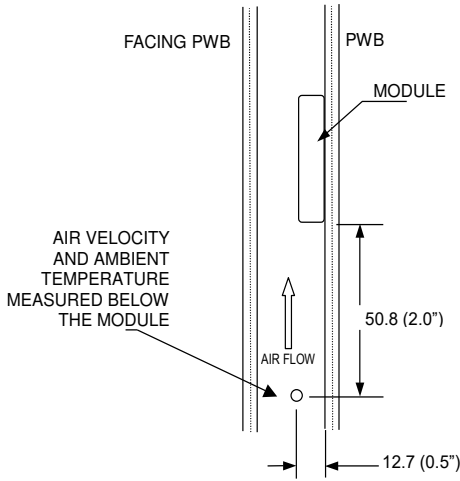 FACING PWB
PWB
MODULE
AIR VELOCITY
AND AMBIENT
TEMPERATURE
MEASURED BELOW
THE MODULE
50.8 (2.0”)
AIR FLOW
12.7 (0.5”)